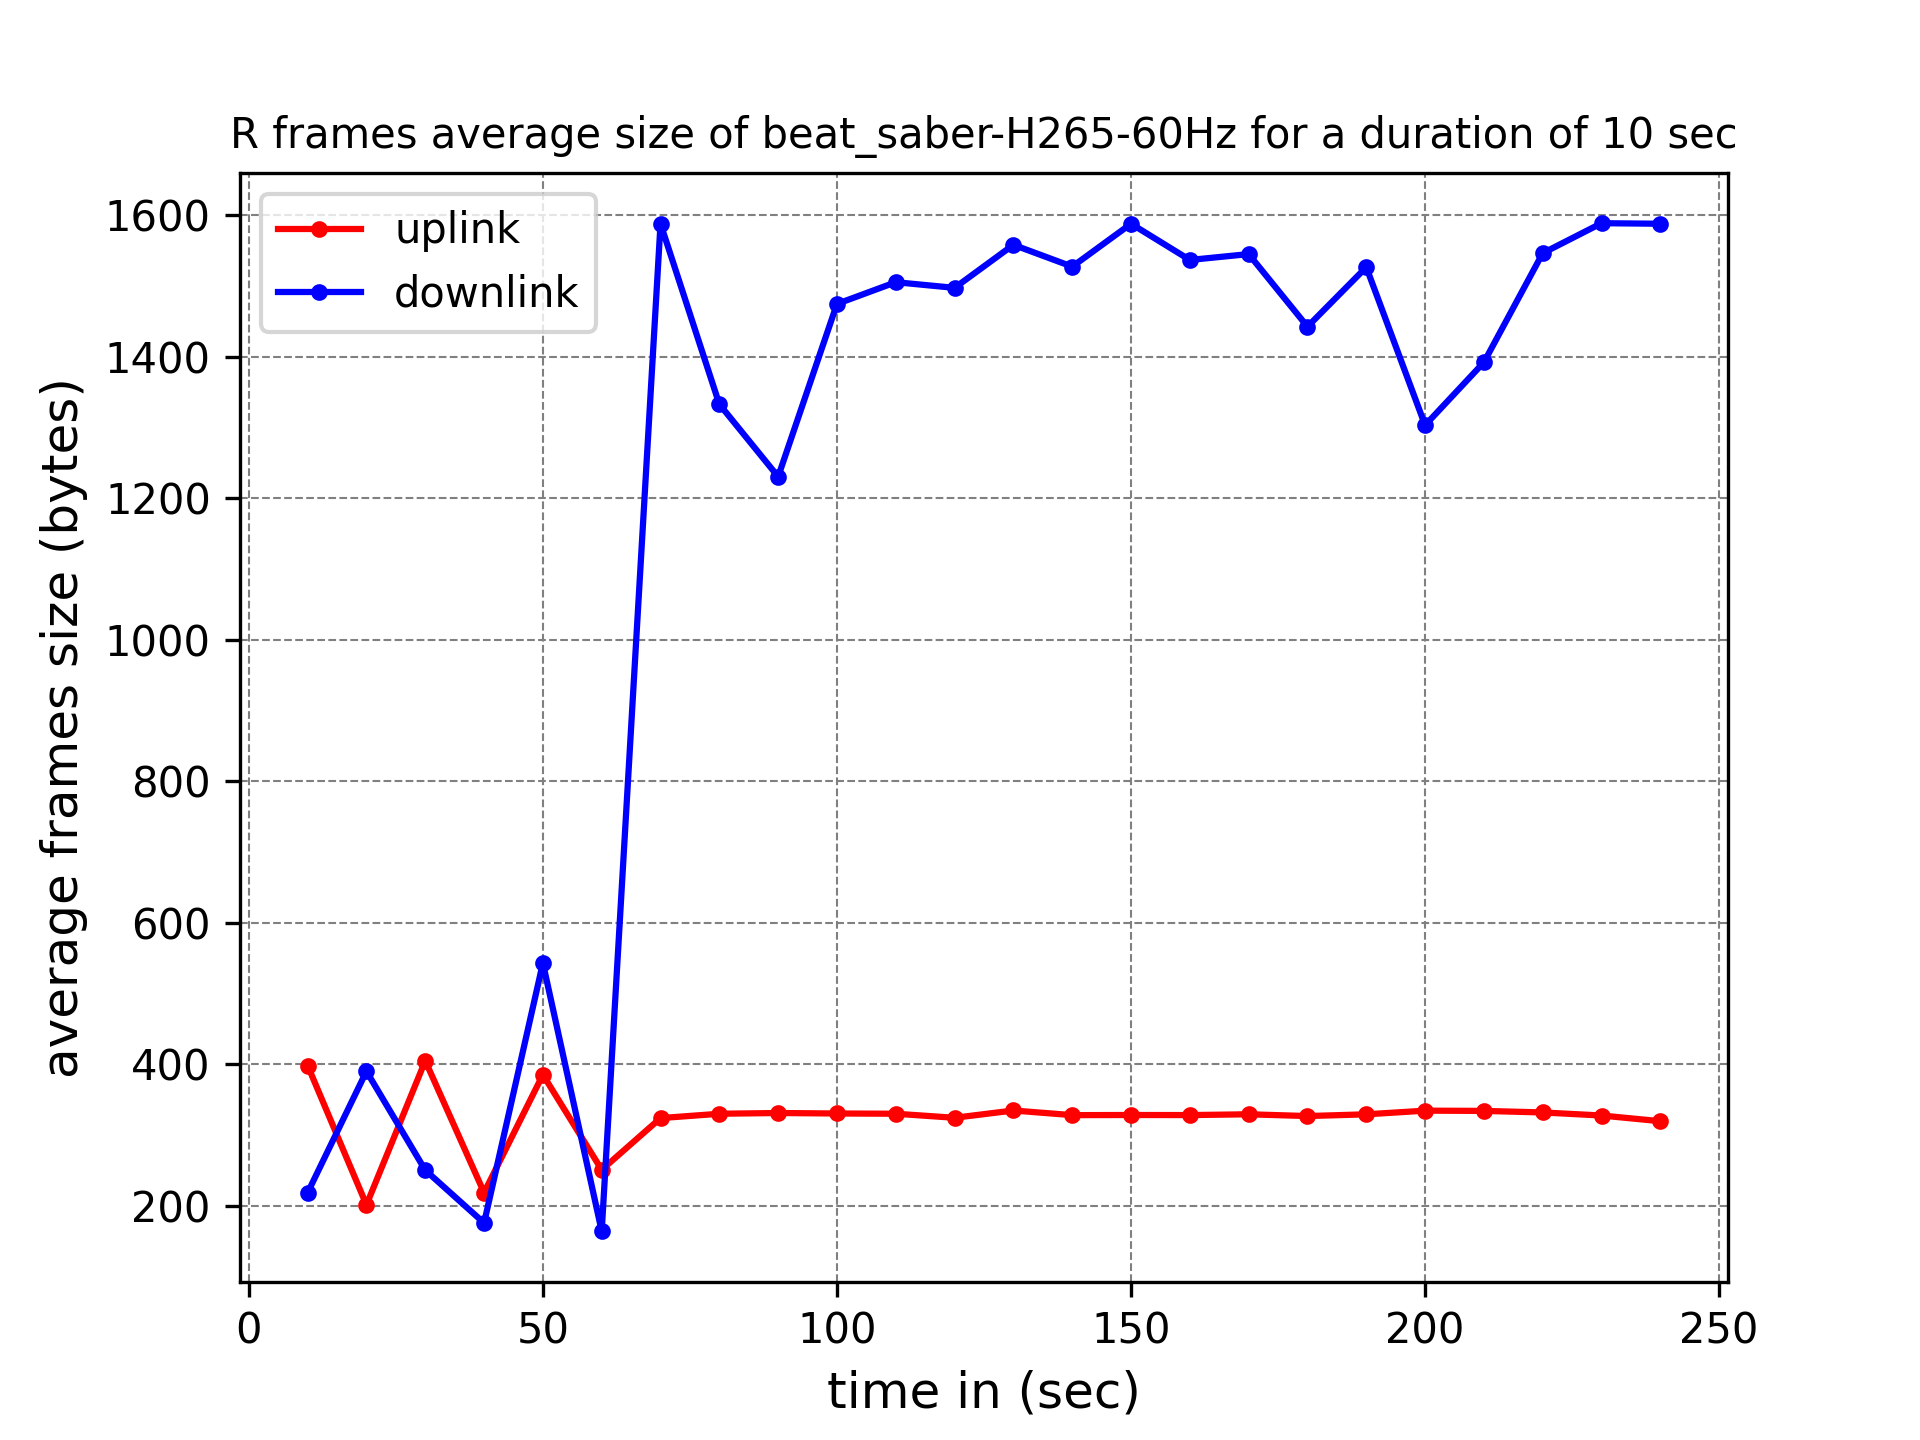 R frames average size of beat_saber-H265-60Hz for a duration of 10 sec
uplink
downlink
average frames size (bytes)
1600
1400
1200
1000
800
600
400
200
0 50 100 150 200 250
time in (sec)